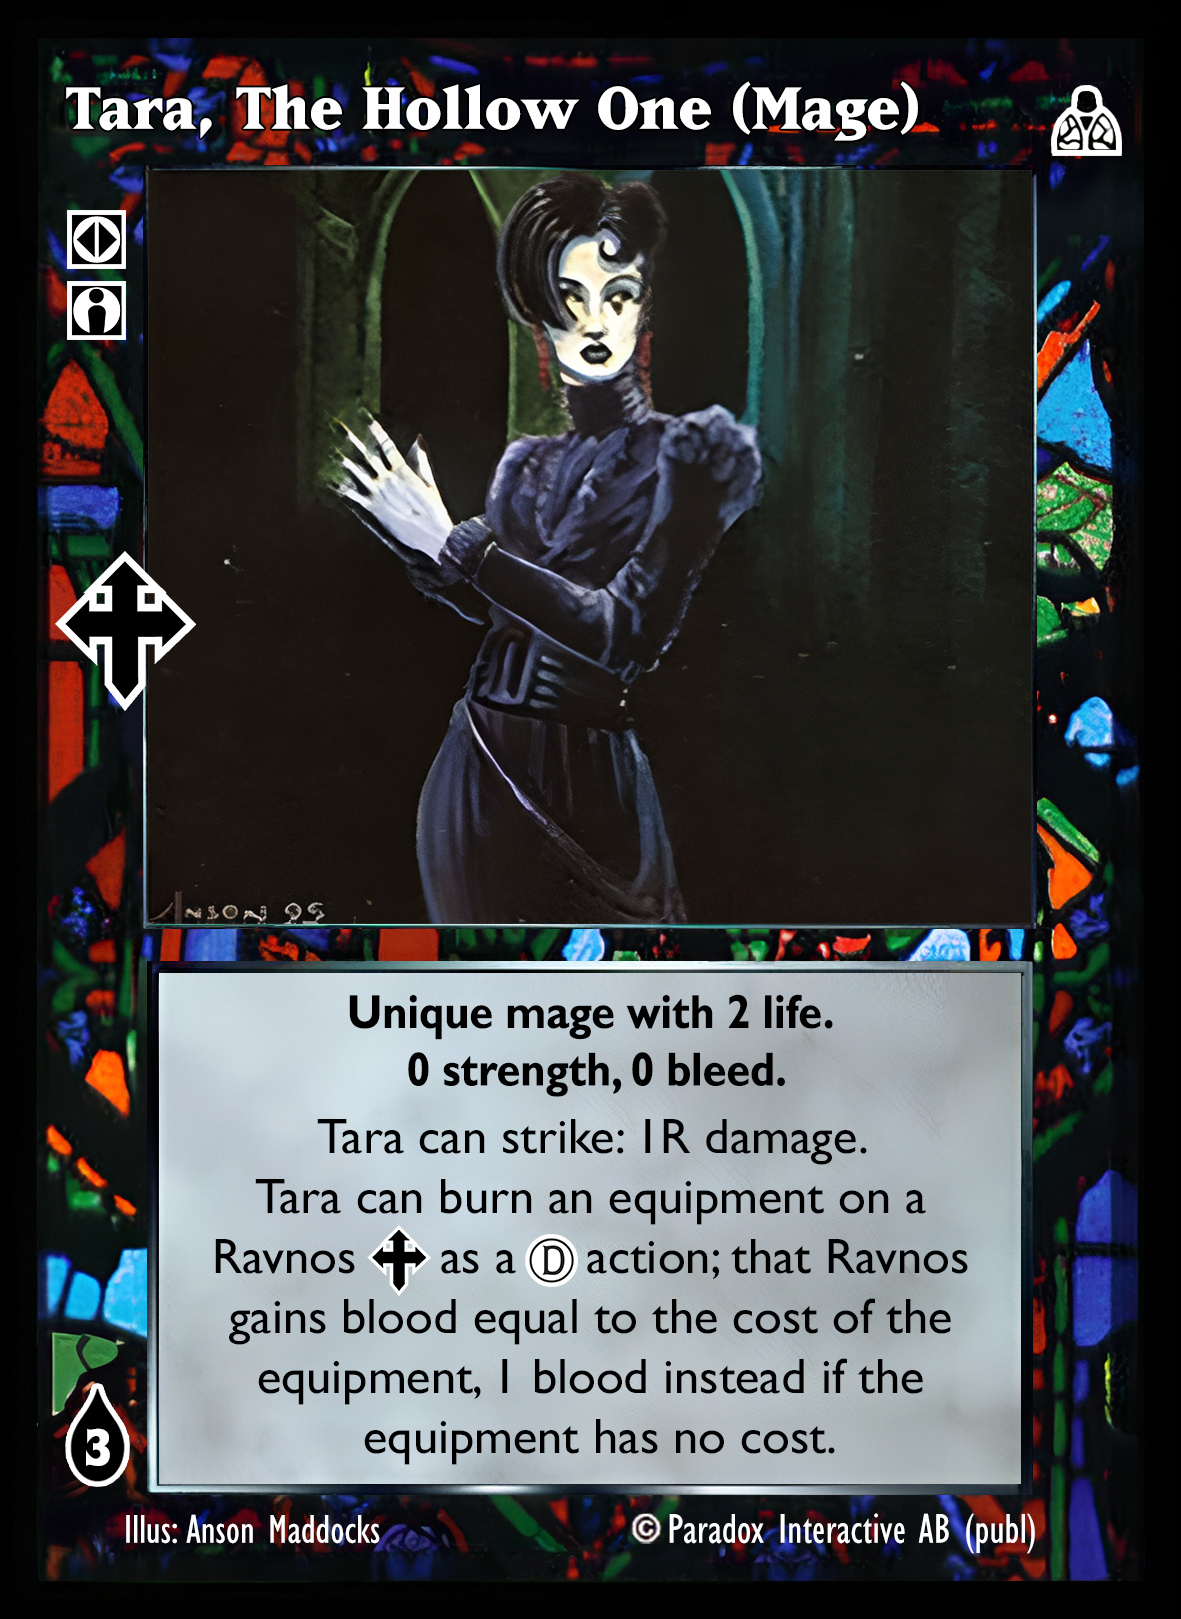 Tara, The Hollow One (Mage)
ANSON 95
Unique mage with 2 life.
0 strength, 0 bleed.
Tara can strike: 1R damage.
Tara can burn an equipment on a
Ravnos as a D action; that Ravnos
gains blood equal to the cost of the
equipment, 1 blood instead if the
equipment has no cost.
3
Illus: Anson Maddocks
© Paradox Interactive AB (publ)